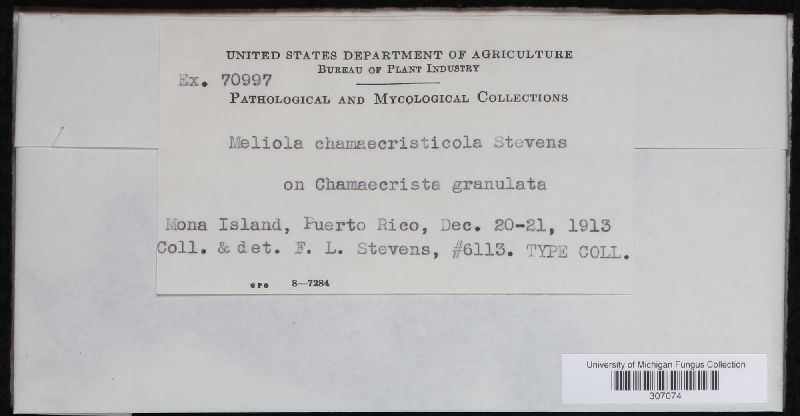 UNITED STATES DEPARTMENT OF AGRICULTURE
BUREAU OF PLANT INDUSTRY
Ex. 70997
PATHOLOGICAL AND MYCOLOGICAL COLLECTIONS
Meliola chamaecristicola Stevens
on Chamaecrista granulata
Mona Island, Puerto Rico, Dec. 20-21, 1913
Coll. & det. F. L. Stevens, #6113. TYPE COLL.
GPO 8—7284
University of Michigan Fungus Collection
307074